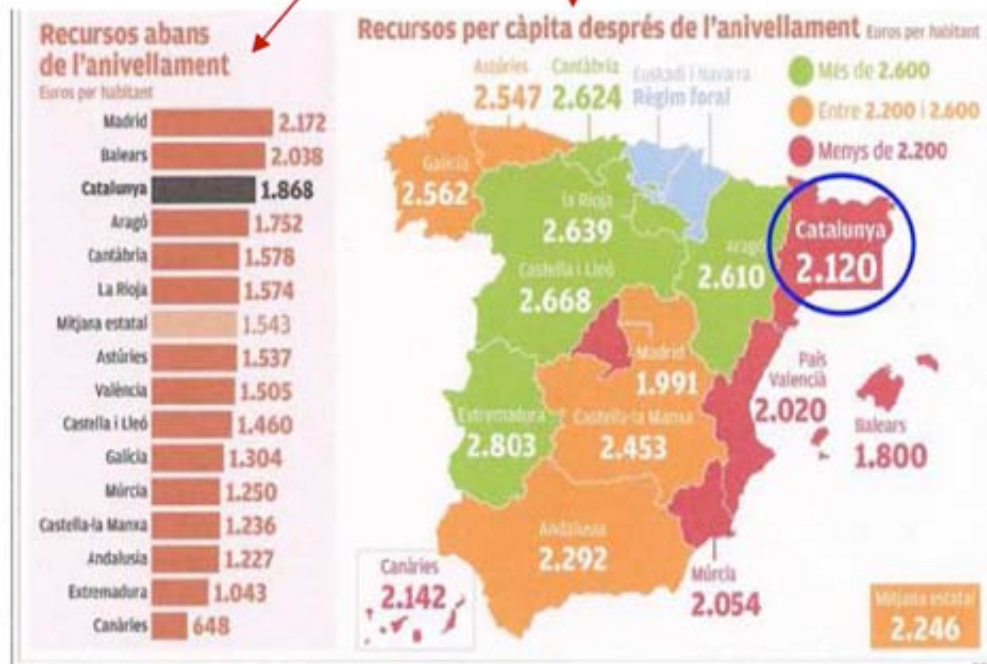 Recursos abans
de l'anivellament
Euros per habitant
Madrid 2.172
Balears 2.038
Catalunya 1.868
Aragó 1.752
Cantàbria 1.578
La Rioja 1.574
Mitjana estatal 1.543
Astúries 1.537
València 1.505
Castella i Lleó 1.460
Galícia 1.304
Múrcia 1.250
Castella-la Manxa 1.236
Andalusia 1.227
Extremadura 1.043
Canàries 648
Recursos per càpita després de l'anivellament Euros per habitant
Més de 2.600
Entre 2.200 i 2.600
Menys de 2.200
Astúries
2.547
Cantàbria
2.624
Euskadi i Navarra
Règim foral
Galícia
2.562
La Rioja
2.639
Castella i Lleó
2.668
Aragó
2.610
Catalunya
2.120
Madrid
1.991
País
Valencià
2.020
Balears
1.800
Extremadura
2.803
Castella-la Manxa
2.453
Andalusia
2.292
Canàries
2.142
Múrcia
2.054
Mitjana estatal
2.246